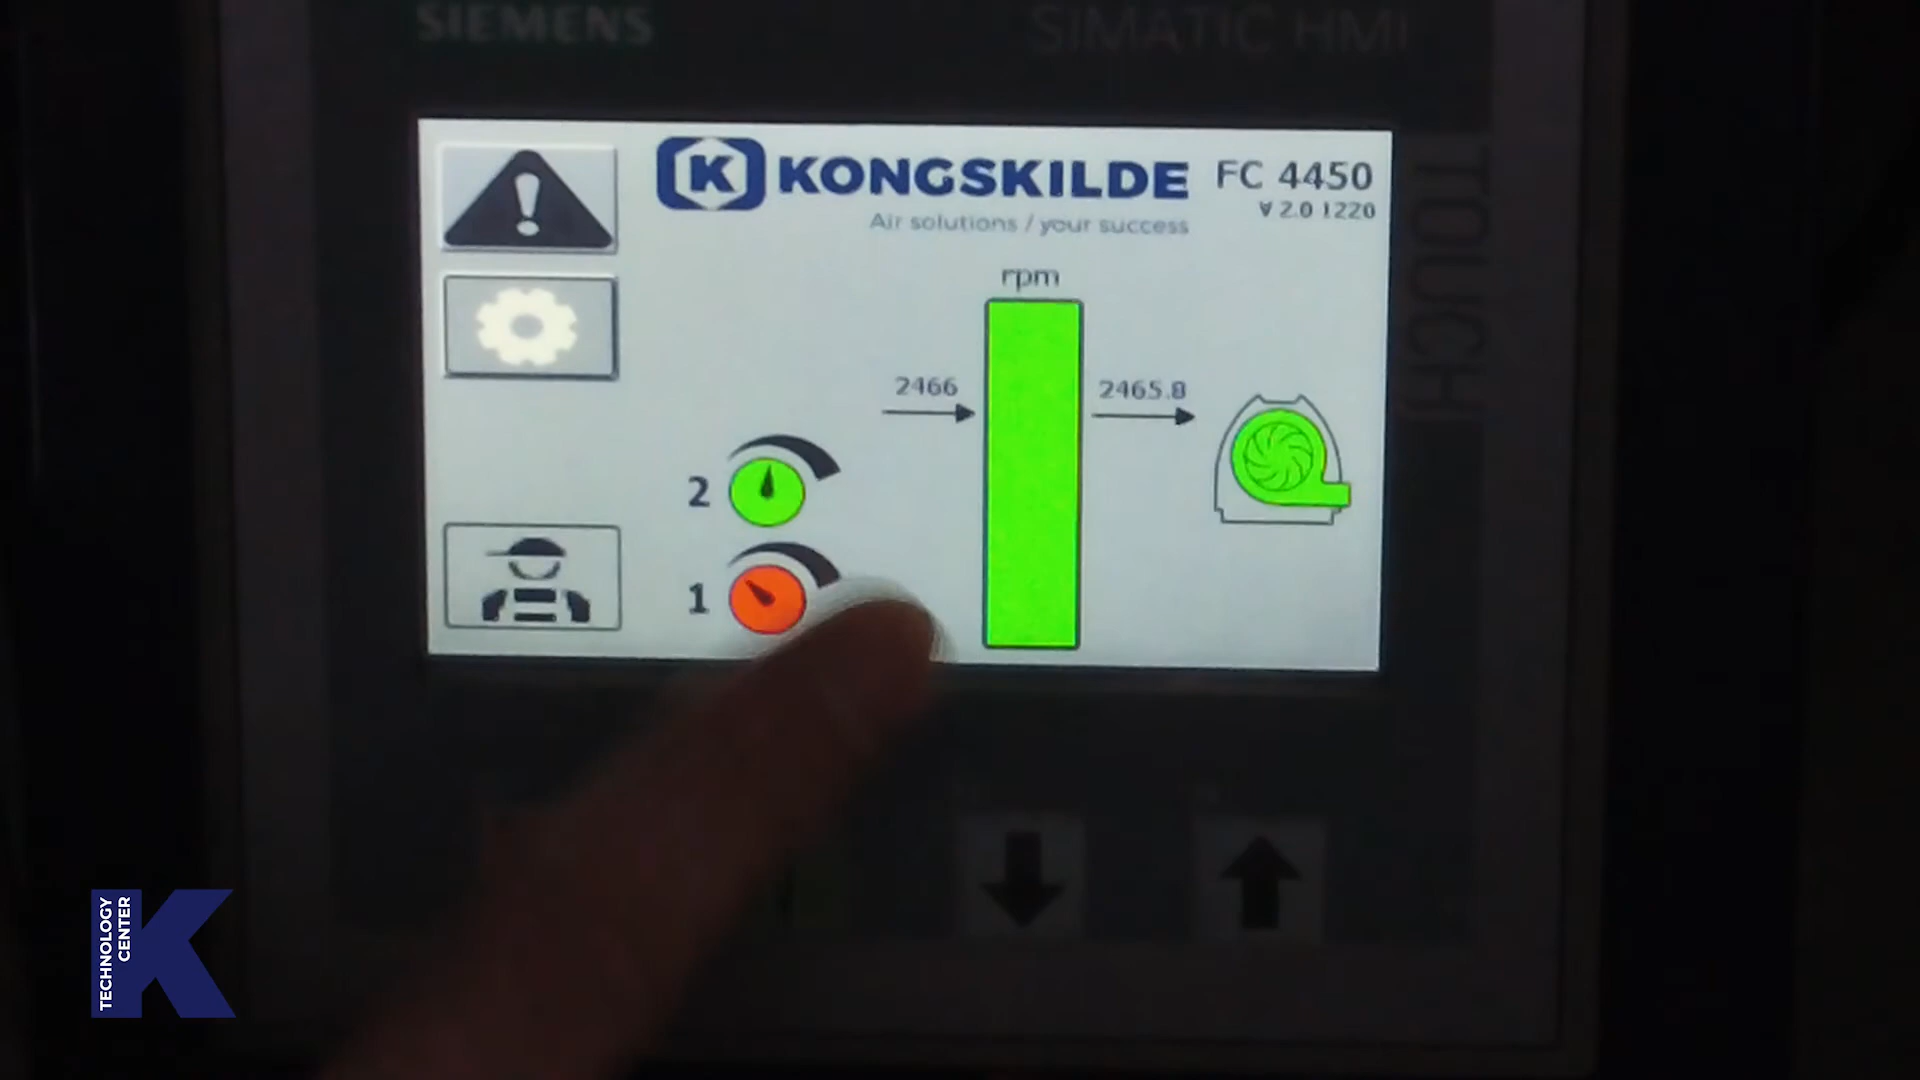 SIEMENS
SIMATIC HMI
TOUCH
K KONGSKILDE
Air solutions / your success
FC 4450
V 2.0 1220
rpm
2466
2465.8
2
1
TECHNOLOGY
CENTER
K